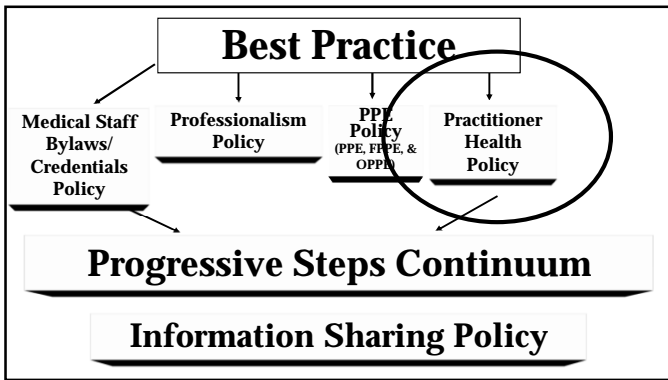 Best Practice
Medical Staff
Bylaws/
Credentials
Policy
Professionalism
Policy
PPE
Policy
(PPE, FPPE, &
OPPE)
Practitioner
Health
Policy
Progressive Steps Continuum
Information Sharing Policy